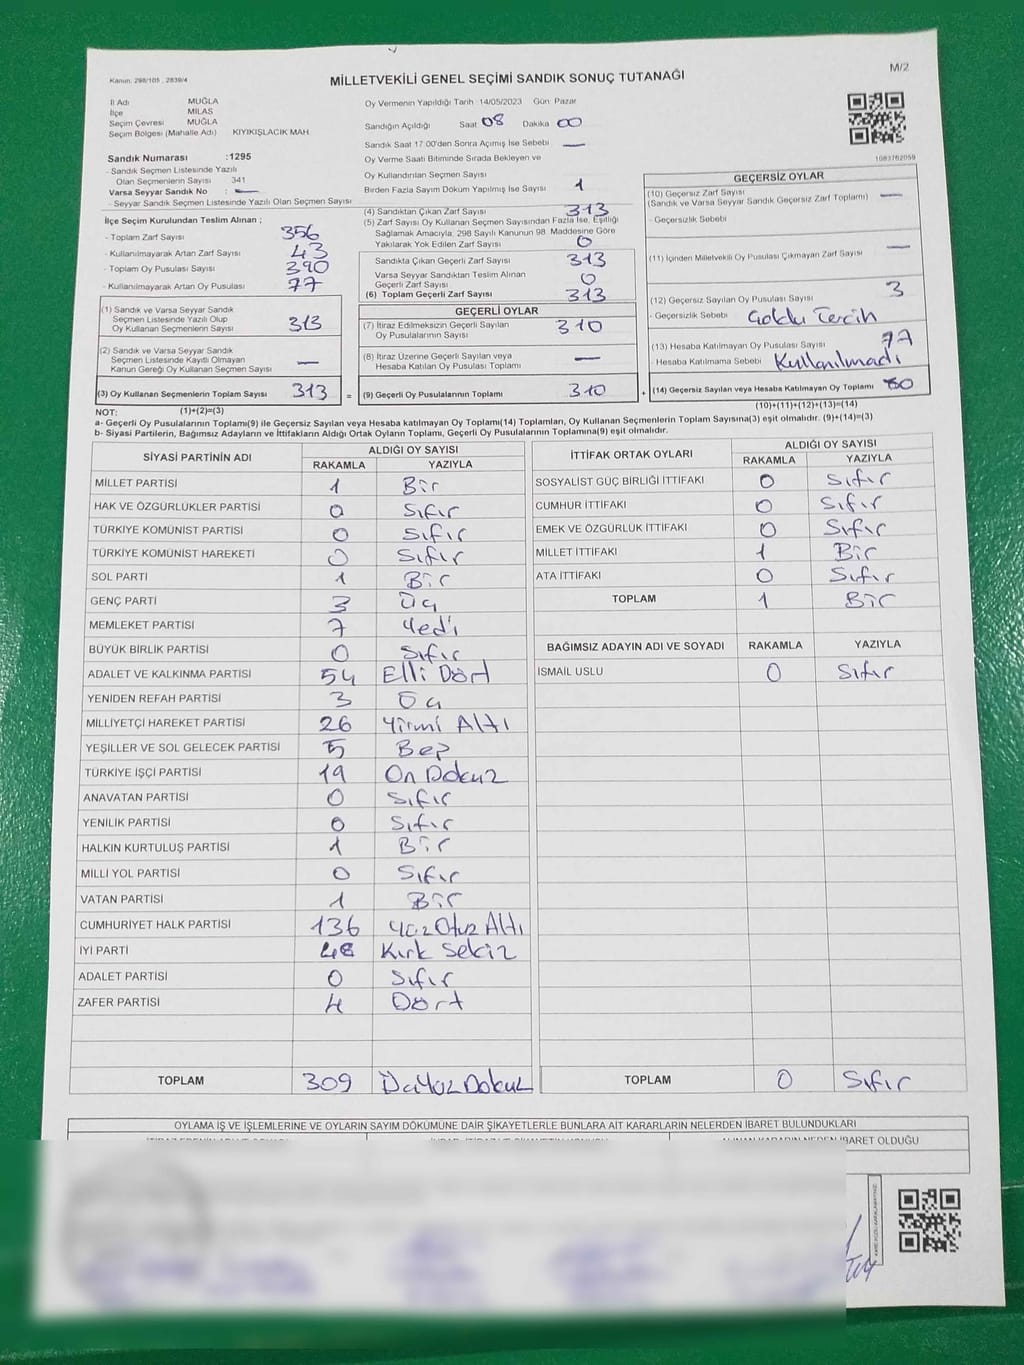 Kanun: 298/105 , 2839/4
MİLLETVEKİLİ GENEL SEÇİMİ SANDIK SONUÇ TUTANAĞI
M/2
İl Adı MUĞLA
İlçe MİLAS
Seçim Çevresi MUĞLA
Seçim Bölgesi (Mahalle Adı) KIYIKIŞLACIK MAH.
Oy Vermenin Yapıldığı Tarih 14/05/2023 Gün Pazar
Sandığın Açıldığı Saat 08 Dakika 00
Sandık Saat 17:00'den Sonra Açımış İse Sebebi —
Oy Verme Saati Bitiminde Sırada Bekleyen ve
Oy Kullandırılan Seçmen Sayısı
Birden Fazla Sayım Döküm Yapılmış İse Sayısı 1
1083762059
Sandık Numarası :1295
- Sandık Seçmen Listesinde Yazılı
Olan Seçmenlerin Sayısı 341
Varsa Seyyar Sandık No : —
- Seyyar Sandık Seçmen Listesinde Yazılı Olan Seçmen Sayısı
İlçe Seçim Kurulundan Teslim Alınan ;
- Toplam Zarf Sayısı 356
- Kullanılmayarak Artan Zarf Sayısı 43
- Toplam Oy Pusulası Sayısı 390
- Kullanılmayarak Artan Oy Pusulası 77
(1) Sandık ve Varsa Seyyar Sandık
Seçmen Listesinde Yazılı Olup
Oy Kullanan Seçmenlerin Sayısı 313
(2) Sandık ve Varsa Seyyar Sandık
Seçmen Listesinde Kayıtlı Olmayan
Kanun Gereği Oy Kullanan Seçmen Sayısı —
(3) Oy Kullanan Seçmenlerin Toplam Sayısı 313 =
(4) Sandıktan Çıkan Zarf Sayısı 313
(5) Zarf Sayısı Oy Kullanan Seçmen Sayısından Fazla İse, Eşitliği
Sağlamak Amacıyla; 298 Sayılı Kanunun 98. Maddesine Göre
Yakılarak Yok Edilen Zarf Sayısı 0
Sandıkta Çıkan Geçerli Zarf Sayısı 313
Varsa Seyyar Sandıktan Teslim Alınan
Geçerli Zarf Sayısı 0
(6) Toplam Geçerli Zarf Sayısı 313
GEÇERLİ OYLAR
(7) İtiraz Edilmeksizin Geçerli Sayılan
Oy Pusulalarının Sayısı 310
(8) İtiraz Üzerine Geçerli Sayılan veya
Hesaba Katılan Oy Pusulası Toplamı —
(9) Geçerli Oy Pusulalarının Toplamı 310 +
GEÇERSİZ OYLAR
(10) Geçersiz Zarf Sayısı —
(Sandık ve Varsa Seyyar Sandık Geçersiz Zarf Toplamı)
- Geçersizlik Sebebi
(11) İçinden Milletvekili Oy Pusulası Çıkmayan Zarf Sayısı —
(12) Geçersiz Sayılan Oy Pusulası Sayısı 3
- Geçersizlik Sebebi Çoklu Tercih
(13) Hesaba Katılmayan Oy Pusulası Sayısı 77
- Hesaba Katılmama Sebebi Kullanılmadı
(14) Geçersiz Sayılan veya Hesaba Katılmayan Oy Toplamı 80
NOT: (1)+(2)=(3)
(10)+(11)+(12)+(13)=(14)
a- Geçerli Oy Pusulalarının Toplamı(9) ile Geçersiz Sayılan veya Hesaba katılmayan Oy Toplamı(14) Toplamları, Oy Kullanan Seçmenlerin Toplam Sayısına(3) eşit olmalıdır. (9)+(14)=(3)
b- Siyasi Partilerin, Bağımsız Adayların ve İttifakların Aldığı Ortak Oyların Toplamı, Geçerli Oy Pusulalarının Toplamına(9) eşit olmalıdır.
SİYASİ PARTİNİN ADI ALDIĞI OY SAYISI
RAKAMLA YAZIYLA
MİLLET PARTİSİ 1 Bir
HAK VE ÖZGÜRLÜKLER PARTİSİ 0 Sıfır
TÜRKİYE KOMÜNİST PARTİSİ 0 Sıfır
TÜRKİYE KOMÜNİST HAREKETİ 0 Sıfır
SOL PARTİ 1 Bir
GENÇ PARTİ 3 Üç
MEMLEKET PARTİSİ 7 Yedi
BÜYÜK BİRLİK PARTİSİ 0 Sıfır
ADALET VE KALKINMA PARTİSİ 54 Elli Dört
YENİDEN REFAH PARTİSİ 3 Üç
MİLLİYETÇİ HAREKET PARTİSİ 26 Yirmi Altı
YEŞİLLER VE SOL GELECEK PARTİSİ 5 Beş
TÜRKİYE İŞÇİ PARTİSİ 19 On Dokuz
ANAVATAN PARTİSİ 0 Sıfır
YENİLİK PARTİSİ 0 Sıfır
HALKIN KURTULUŞ PARTİSİ 1 Bir
MİLLİ YOL PARTİSİ 0 Sıfır
VATAN PARTİSİ 1 Bir
CUMHURİYET HALK PARTİSİ 136 Yüz Otuz Altı
İYİ PARTİ 48 Kırk Sekiz
ADALET PARTİSİ 0 Sıfır
ZAFER PARTİSİ 4 Dört
TOPLAM 309 Üç Yüz Dokuz
İTTİFAK ORTAK OYLARI ALDIĞI OY SAYISI
RAKAMLA YAZIYLA
SOSYALİST GÜÇ BİRLİĞİ İTTİFAKI 0 Sıfır
CUMHUR İTTİFAKI 0 Sıfır
EMEK VE ÖZGÜRLÜK İTTİFAKI 0 Sıfır
MİLLET İTTİFAKI 1 Bir
ATA İTTİFAKI 0 Sıfır
TOPLAM 1 Bir
BAĞIMSIZ ADAYIN ADI VE SOYADI RAKAMLA YAZIYLA
İSMAİL USLU 0 Sıfır
TOPLAM 0 Sıfır
OYLAMA İŞ VE İŞLEMLERİNE VE OYLARIN SAYIM DÖKÜMÜNE DAİR ŞİKAYETLERLE BUNLARA AİT KARARLARIN NELERDEN İBARET BULUNDUKLARI
ALINAN KARARIN NEDEN İBARET OLDUĞU